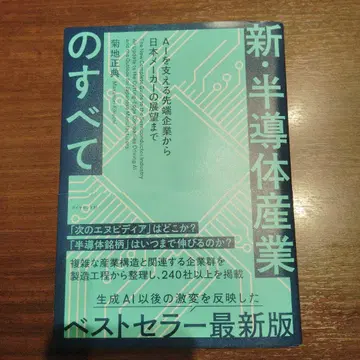 新・半導体産業
のすべて
AIを支える先端企業から
日本メーカーの展望まで
菊地正典
「次のエヌビディア」はどこか?
「半導体銘柄」はいつまで伸びるのか?
複雑な産業構造と関連する企業群を
製造工程から整理し、240社以上を掲載
生成AI以後の激変を反映した
ベストセラー最新版